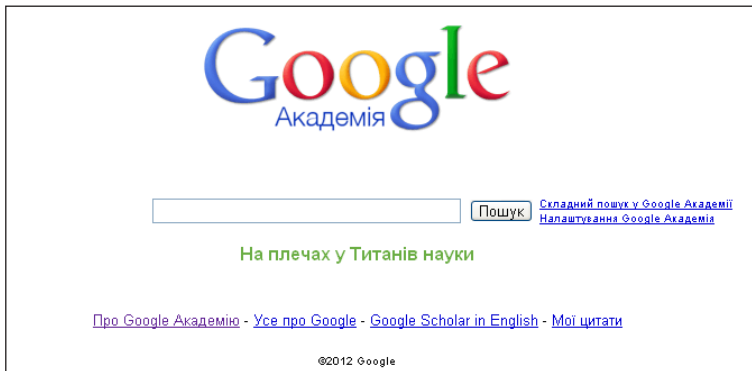 Google
Академія
Пошук
Складний пошук у Google Академії
Налаштування Google Академія
На плечах у Титанів науки
Про Google Академію - Усе про Google - Google Scholar in English - Мої цитати
©2012 Google